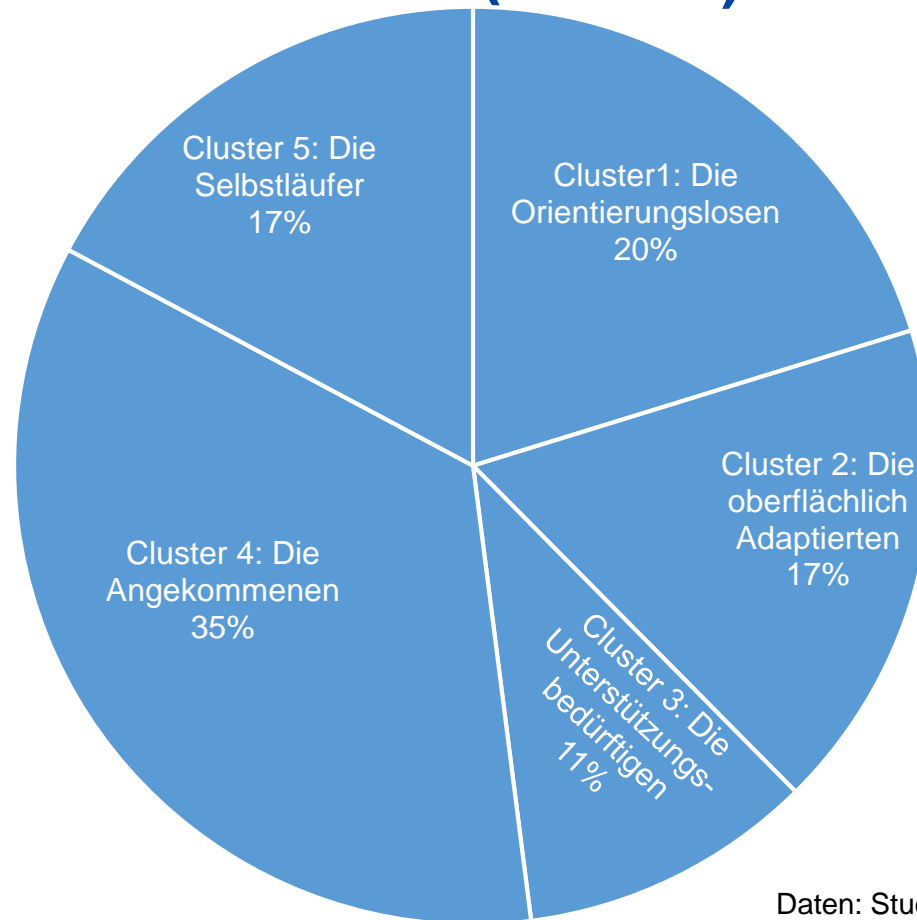 Cluster 5: Die
Selbstläufer
17%
Cluster1: Die
Orientierungslosen
20%
Cluster 2: Die
oberflächlich
Adaptierten
17%
Cluster 4: Die
Angekommenen
35%
Cluster 3: Die
Unterstützungs-
bedürftigen
11%
Daten: